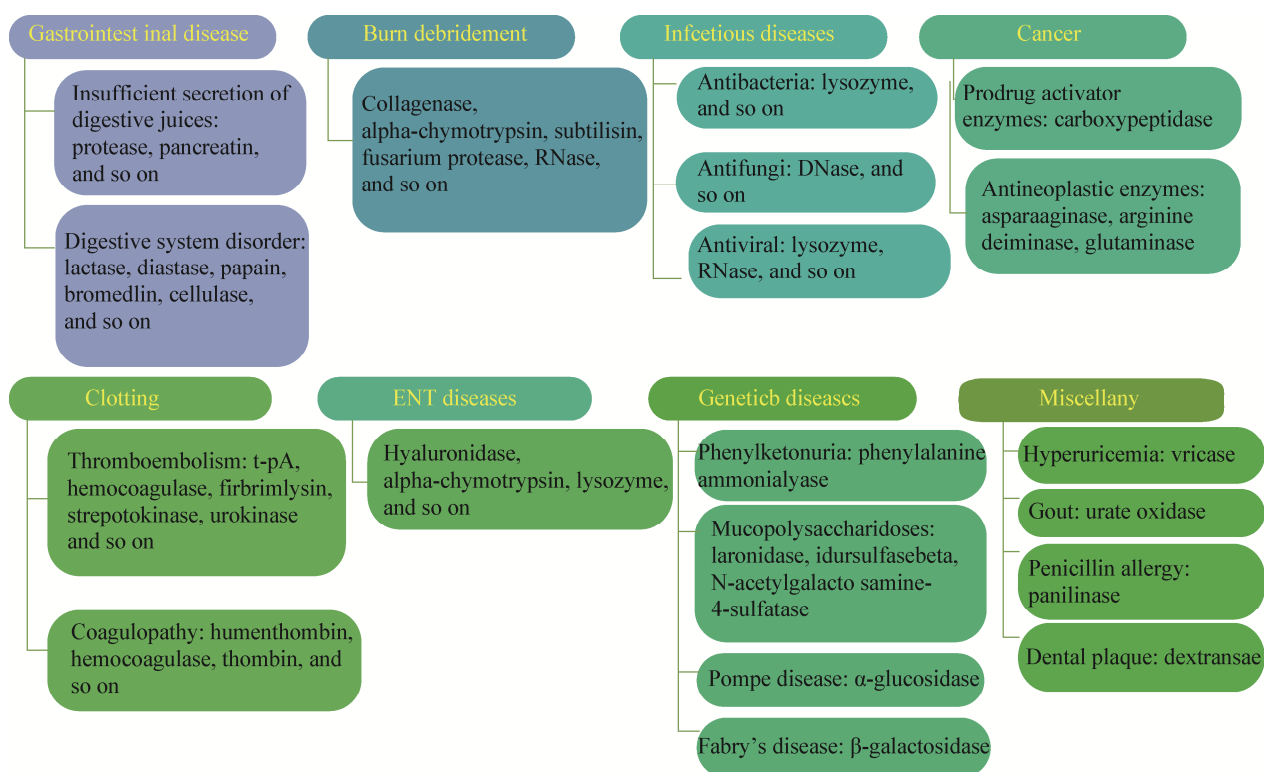 Gastrointest inal disease
Insufficient secretion of
digestive juices:
protease, pancreatin,
and so on
Digestive system disorder:
lactase, diastase, papain,
bromedlin, cellulase,
and so on
Burn debridement
Collagenase,
alpha-chymotrypsin, subtilisin,
fusarium protease, RNase,
and so on
Infcetious diseases
Antibacteria: lysozyme,
and so on
Antifungi: DNase, and
so on
Antiviral: lysozyme,
RNase, and so on
Cancer
Prodrug activator
enzymes: carboxypeptidase
Antineoplastic enzymes:
asparaaginase, arginine
deiminase, glutaminase
Clotting
Thromboembolism: t-pA,
hemocoagulase, firbrimlysin,
strepotokinase, urokinase
and so on
Coagulopathy: humenthombin,
hemocoagulase, thombin, and
so on
ENT diseases
Hyaluronidase,
alpha-chymotrypsin, lysozyme,
and so on
Geneticb diseascs
Phenylketonuria: phenylalanine
ammonialyase
Mucopolysaccharidoses:
laronidase, idursulfasebeta,
N-acetylgalacto samine-
4-sulfatase
Pompe disease: α-glucosidase
Fabry’s disease: β-galactosidase
Miscellany
Hyperuricemia: vricase
Gout: urate oxidase
Penicillin allergy:
panilinase
Dental plaque: dextransae